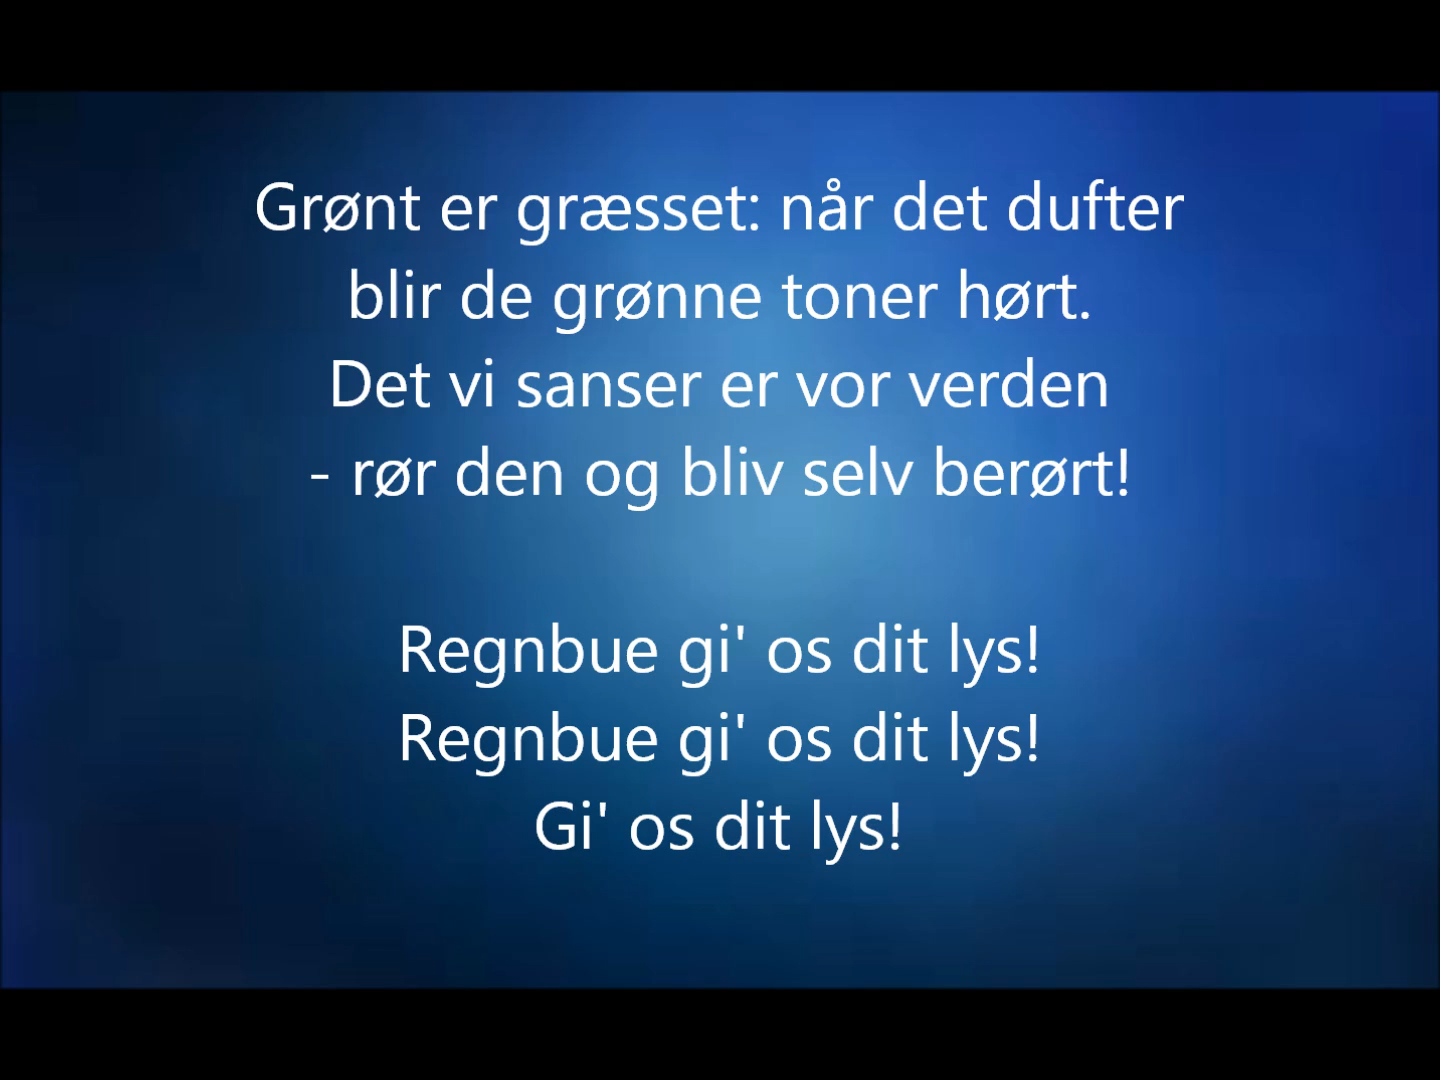 Grønt er græsset: når det dufter
blir de grønne toner hørt.
Det vi sanser er vor verden
- rør den og bliv selv berørt!
Regnbue gi' os dit lys!
Regnbue gi' os dit lys!
Gi' os dit lys!